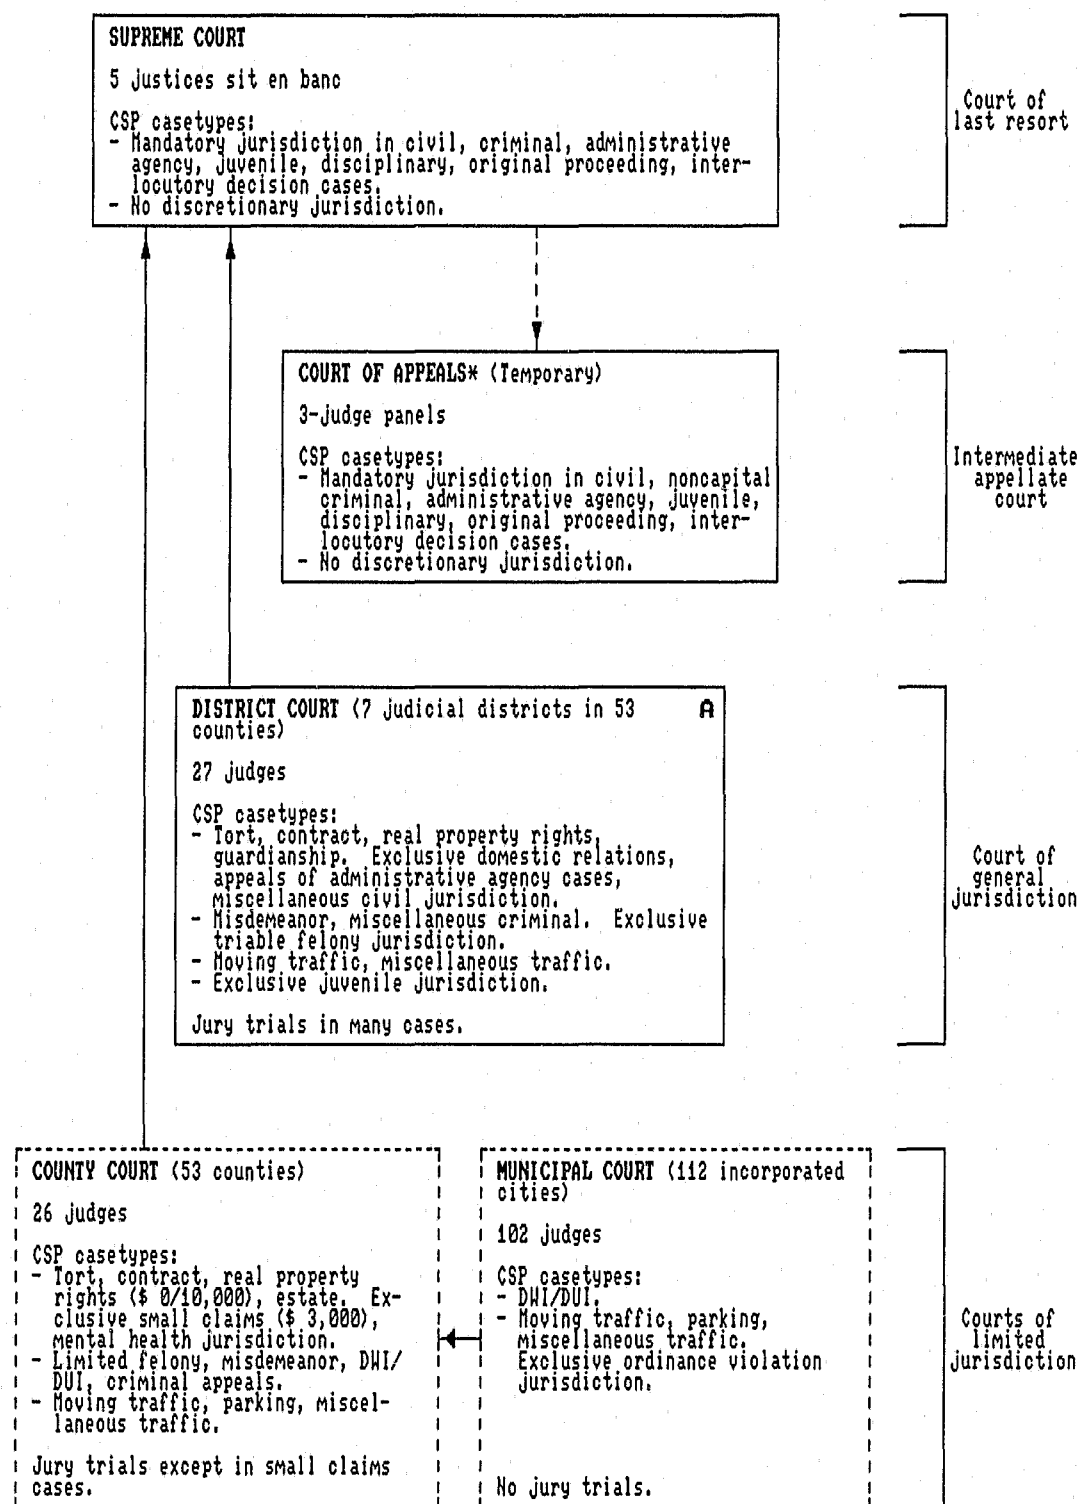 SUPREME COURT
5 justices sit en banc
CSP casetypes:
- Mandatory jurisdiction in civil, criminal, administrative
agency, juvenile, disciplinary, original proceeding, inter-
locutory decision cases.
- No discretionary jurisdiction.
Court of
last resort
COURT OF APPEALS* (Temporary)
3-judge panels
CSP casetypes:
- Mandatory jurisdiction in civil, noncapital
criminal, administrative agency, juvenile,
disciplinary, original proceeding, inter-
locutory decision cases.
- No discretionary jurisdiction.
Intermediate
appellate
court
DISTRICT COURT (7 judicial districts in 53 A
counties)
27 judges
CSP casetypes:
- Tort, contract, real property rights,
guardianship. Exclusive domestic relations,
appeals of administrative agency cases,
miscellaneous civil jurisdiction.
- Misdemeanor, miscellaneous criminal. Exclusive
triable felony jurisdiction.
- Moving traffic, miscellaneous traffic.
- Exclusive juvenile jurisdiction.
Jury trials in many cases.
Court of
general
jurisdiction
COUNTY COURT (53 counties)
26 judges
CSP casetypes:
- Tort, contract, real property
rights ($ 0/10,000), estate. Ex-
clusive small claims ($ 3,000),
mental health jurisdiction.
- Limited felony, misdemeanor, DWI/
DUI, criminal appeals.
- Moving traffic, parking, miscel-
laneous traffic.
Jury trials except in small claims
cases.
MUNICIPAL COURT (112 incorporated
cities)
102 judges
CSP casetypes:
- DWI/DUI.
- Moving traffic, parking,
miscellaneous traffic.
Exclusive ordinance violation
jurisdiction.
No jury trials.
Courts of
limited
jurisdiction